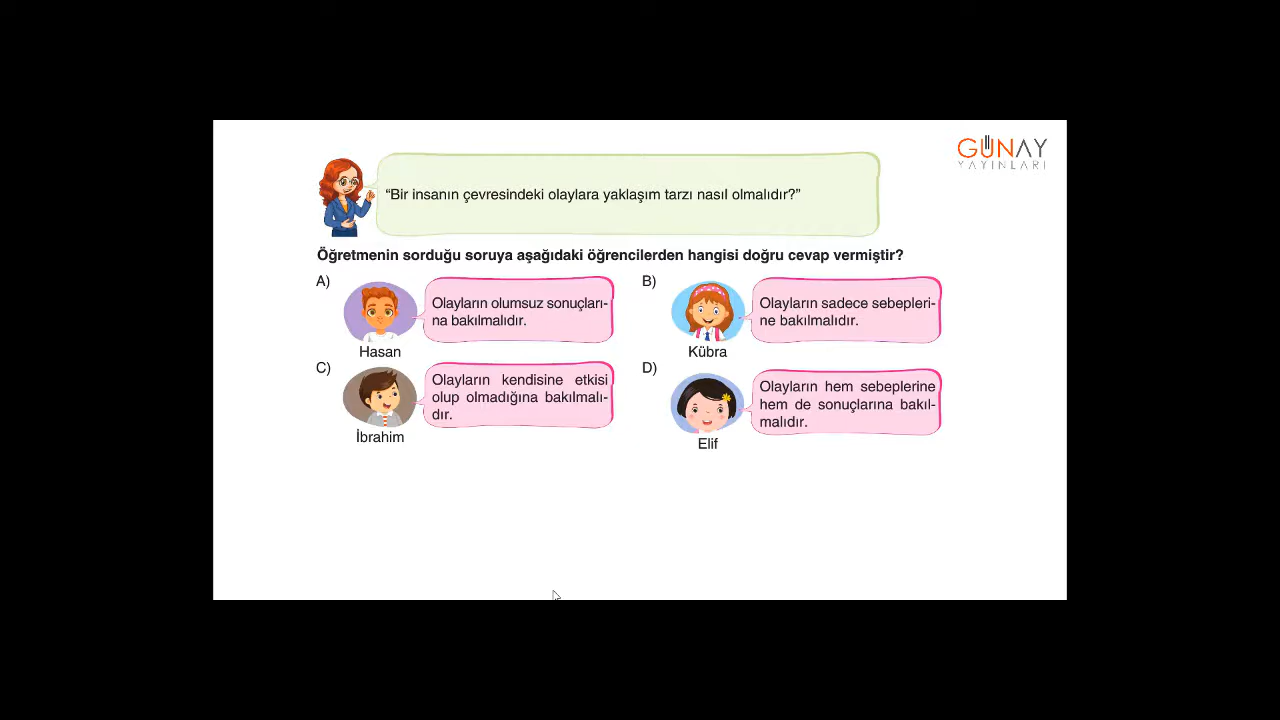 GÜNAY
YAYINLARI
“Bir insanın çevresindeki olaylara yaklaşım tarzı nasıl olmalıdır?”
Öğretmenin sorduğu soruya aşağıdaki öğrencilerden hangisi doğru cevap vermiştir?
A)
Olayların olumsuz sonuçları-
na bakılmalıdır.
Hasan
B)
Olayların sadece sebepleri-
ne bakılmalıdır.
Kübra
C)
Olayların kendisine etkisi
olup olmadığına bakılmalı-
dır.
İbrahim
D)
Olayların hem sebeplerine
hem de sonuçlarına bakıl-
malıdır.
Elif